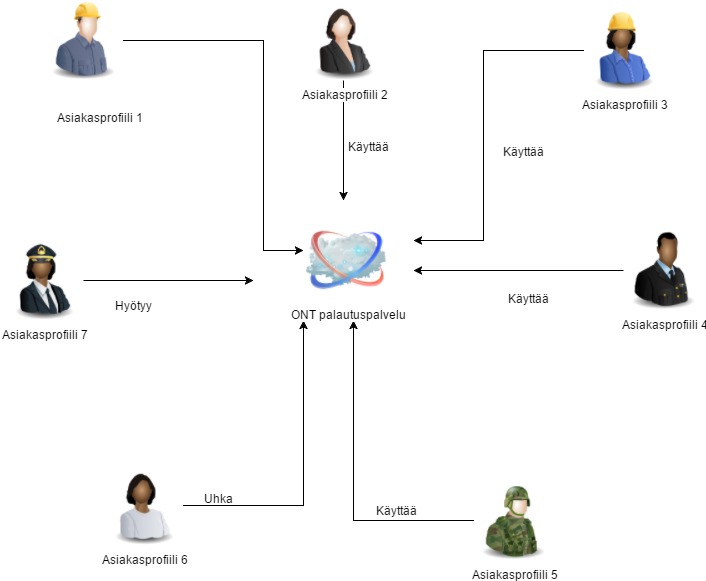 Asiakasprofiili 2
Asiakasprofiili 3
Asiakasprofiili 1
Käyttää
Käyttää
Hyötyy
Käyttää
ONT palautuspalvelu
Asiakasprofiili 4
Asiakasprofiili 7
Uhka
Käyttää
Asiakasprofiili 6
Asiakasprofiili 5